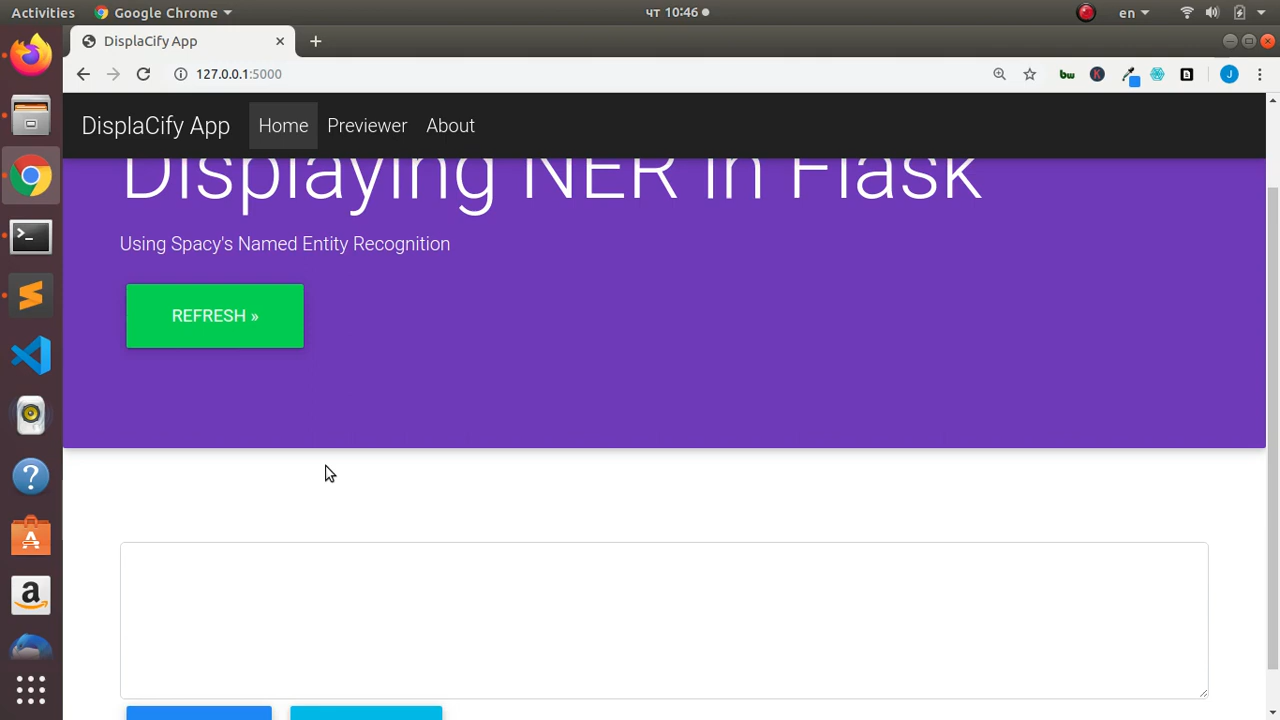 Activities Google Chrome чт 10:46 en
DisplaCify App
127.0.0.1:5000 bw K J
DisplaCify App Home Previewer About
Displaying NER in Flask
Using Spacy's Named Entity Recognition
REFRESH »